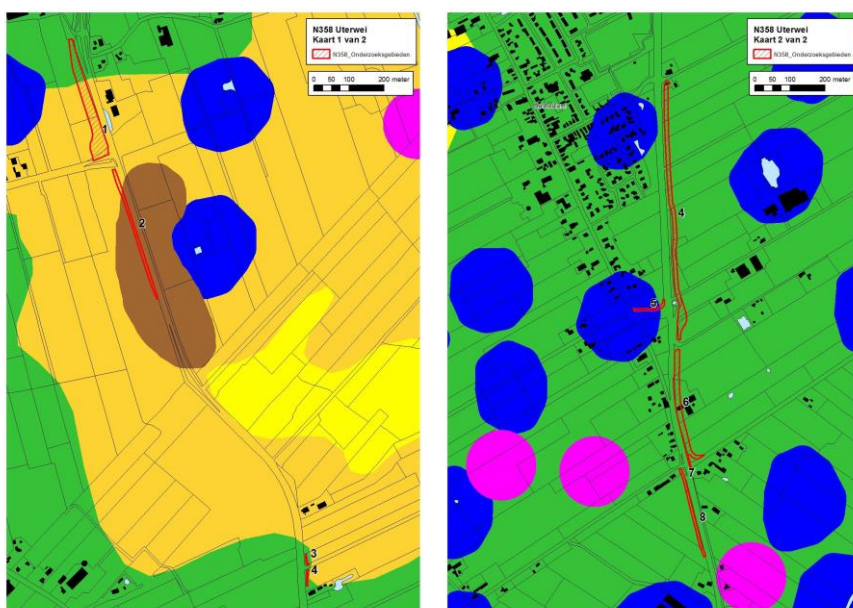 N358 Uterwei
Kaart 1 van 2
N358_Onderzoeksgebieden
0 50 100 200 meter
1
2
3
4
N358 Uterwei
Kaart 2 van 2
N358_Onderzoeksgebieden
0 50 100 200 meter
4
5
6
7
8